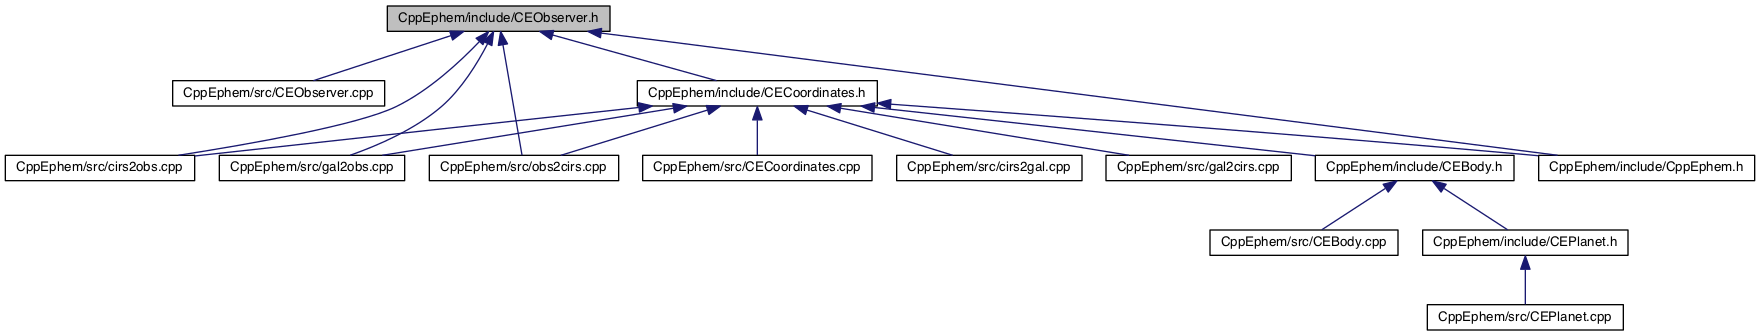 CppEphem/include/CEObserver.h
CppEphem/src/CEObserver.cpp
CppEphem/include/CECoordinates.h
CppEphem/src/cirs2obs.cpp
CppEphem/src/gal2obs.cpp
CppEphem/src/obs2cirs.cpp
CppEphem/src/CECoordinates.cpp
CppEphem/src/cirs2gal.cpp
CppEphem/src/gal2cirs.cpp
CppEphem/include/CEBody.h
CppEphem/include/CppEphem.h
CppEphem/src/CEBody.cpp
CppEphem/include/CEPlanet.h
CppEphem/src/CEPlanet.cpp